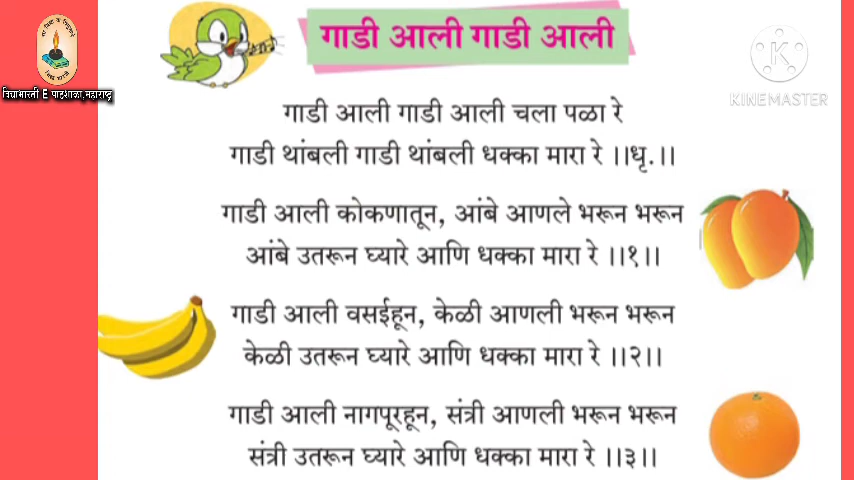 गाडी आली गाडी आली
विद्याभारती E पाठशाळा,महाराष्ट्र
KINEMASTER
गाडी आली गाडी आली चला पळा रे
गाडी थांबली गाडी थांबली धक्का मारा रे ।।धृ.।।
गाडी आली कोकणातून, आंबे आणले भरून भरून
आंबे उतरून घ्यारे आणि धक्का मारा रे ।।१।।
गाडी आली वसईहून, केळी आणली भरून भरून
केळी उतरून घ्यारे आणि धक्का मारा रे ।।२।।
गाडी आली नागपूरहून, संत्री आणली भरून भरून
संत्री उतरून घ्यारे आणि धक्का मारा रे ।।३।।